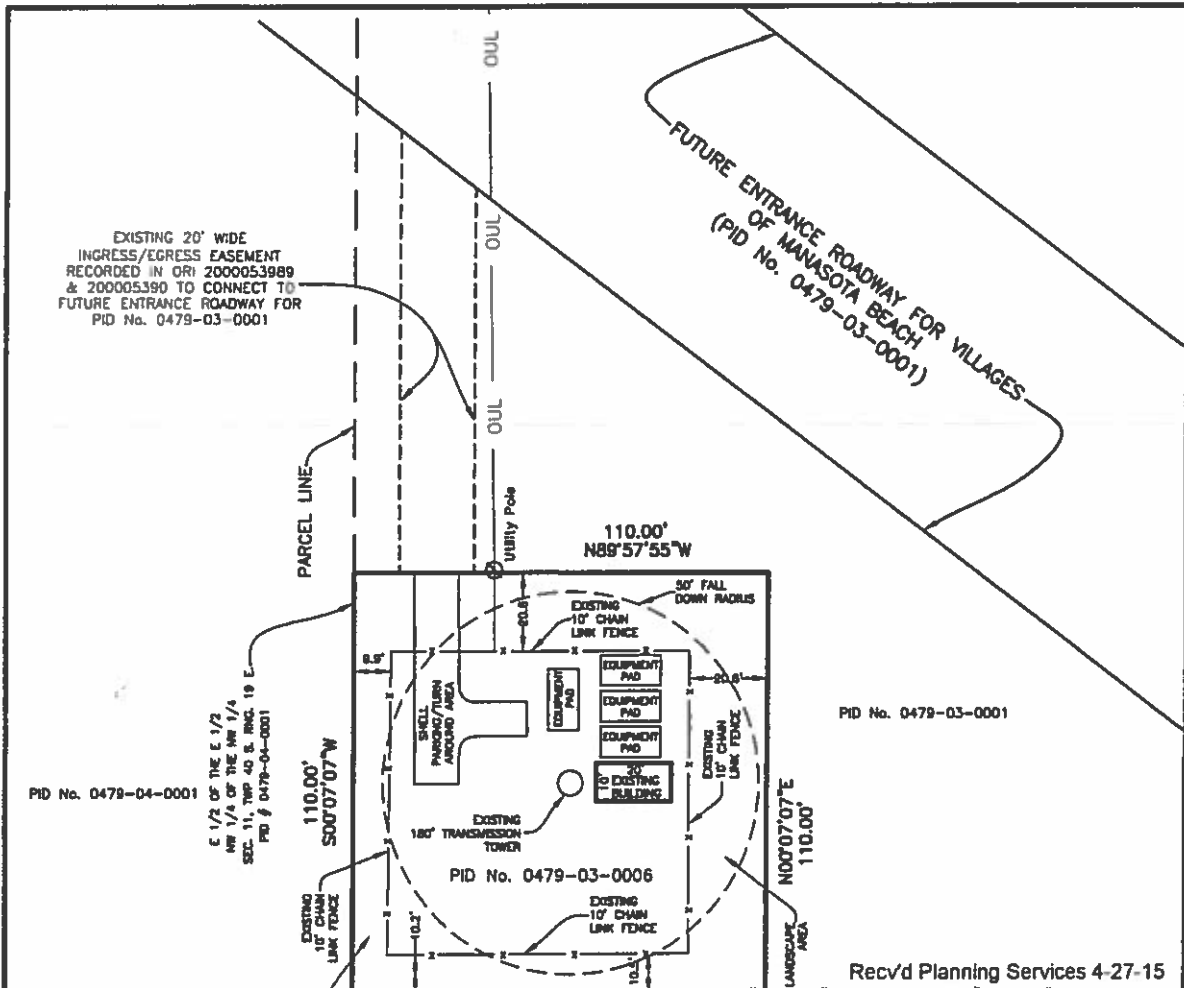 OUL
OUL
OUL
FUTURE ENTRANCE ROADWAY FOR VILLAGES
OF MANASOTA BEACH
(PID No. 0479-03-0001)
EXISTING 20' WIDE
INGRESS/EGRESS EASEMENT
RECORDED IN ORI 2000053989
& 200005390 TO CONNECT TO
FUTURE ENTRANCE ROADWAY FOR
PID No. 0479-03-0001
PARCEL LINE
Utility Pole
110.00'
N89°57'55"W
50' FALL
DOWN RADIUS
20.6'
EXISTING
10' CHAIN
LINK FENCE
20.6'
SHELL
PARKING/TURN
AROUND AREA
EQUIPMENT
PAD
EQUIPMENT
PAD
EQUIPMENT
PAD
EQUIPMENT
PAD
20'
10'
EXISTING
BUILDING
EXISTING
10' CHAIN
LINK FENCE
PID No. 0479-03-0001
PID No. 0479-04-0001
E 1/2 OF THE E 1/2
NW 1/4 OF THE NW 1/4
SEC. 11, TWP 40 S. RNG. 19 E.
PID # 0479-04-0001
110.00'
S00°07'07"W
EXISTING
180' TRANSMISSION
TOWER
PID No. 0479-03-0006
N00°07'07"E
110.00'
EXISTING
10' CHAIN
LINK FENCE
10.2'
EXISTING
10' CHAIN
LINK FENCE
LANDSCAPE
AREA
Recv'd Planning Services 4-27-15